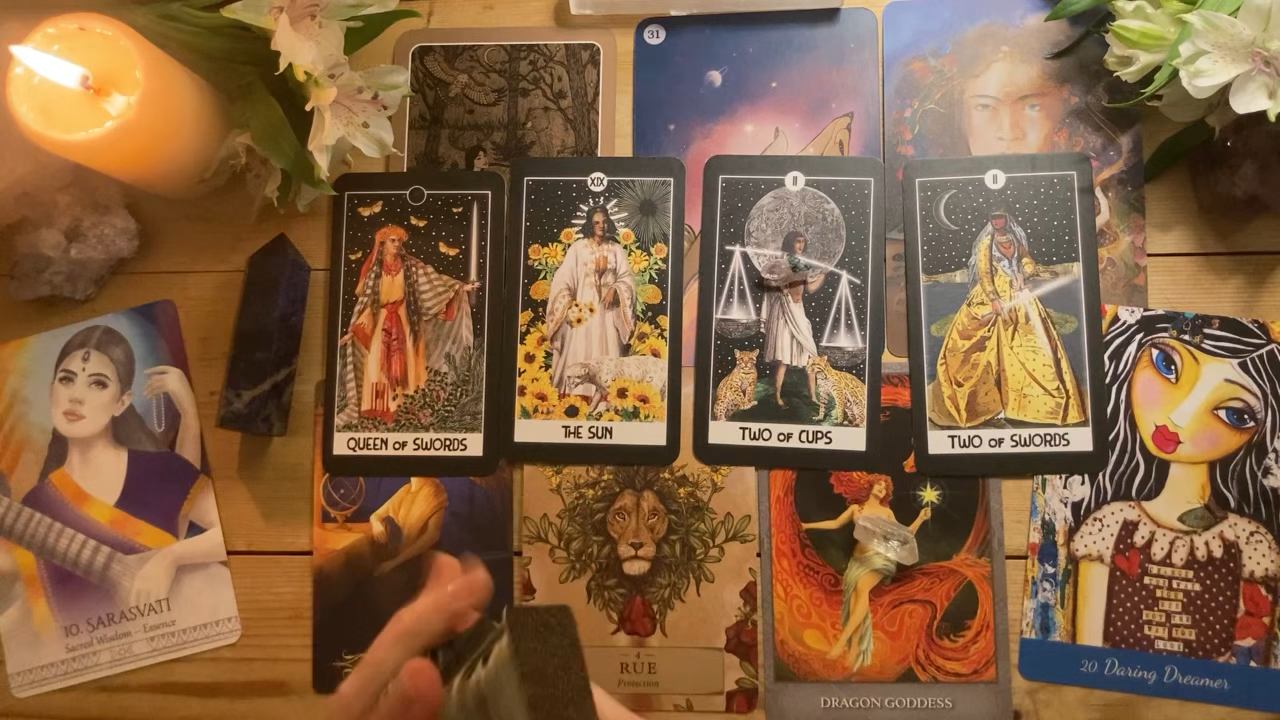 31
XIX
II
II
QUEEN OF SWORDS
THE SUN
TWO OF CUPS
TWO OF SWORDS
10. SARASVATI
Sacred Wisdom ~ Essence
- 4 -
RUE
Protection
DRAGON GODDESS
20 Daring Dreamer